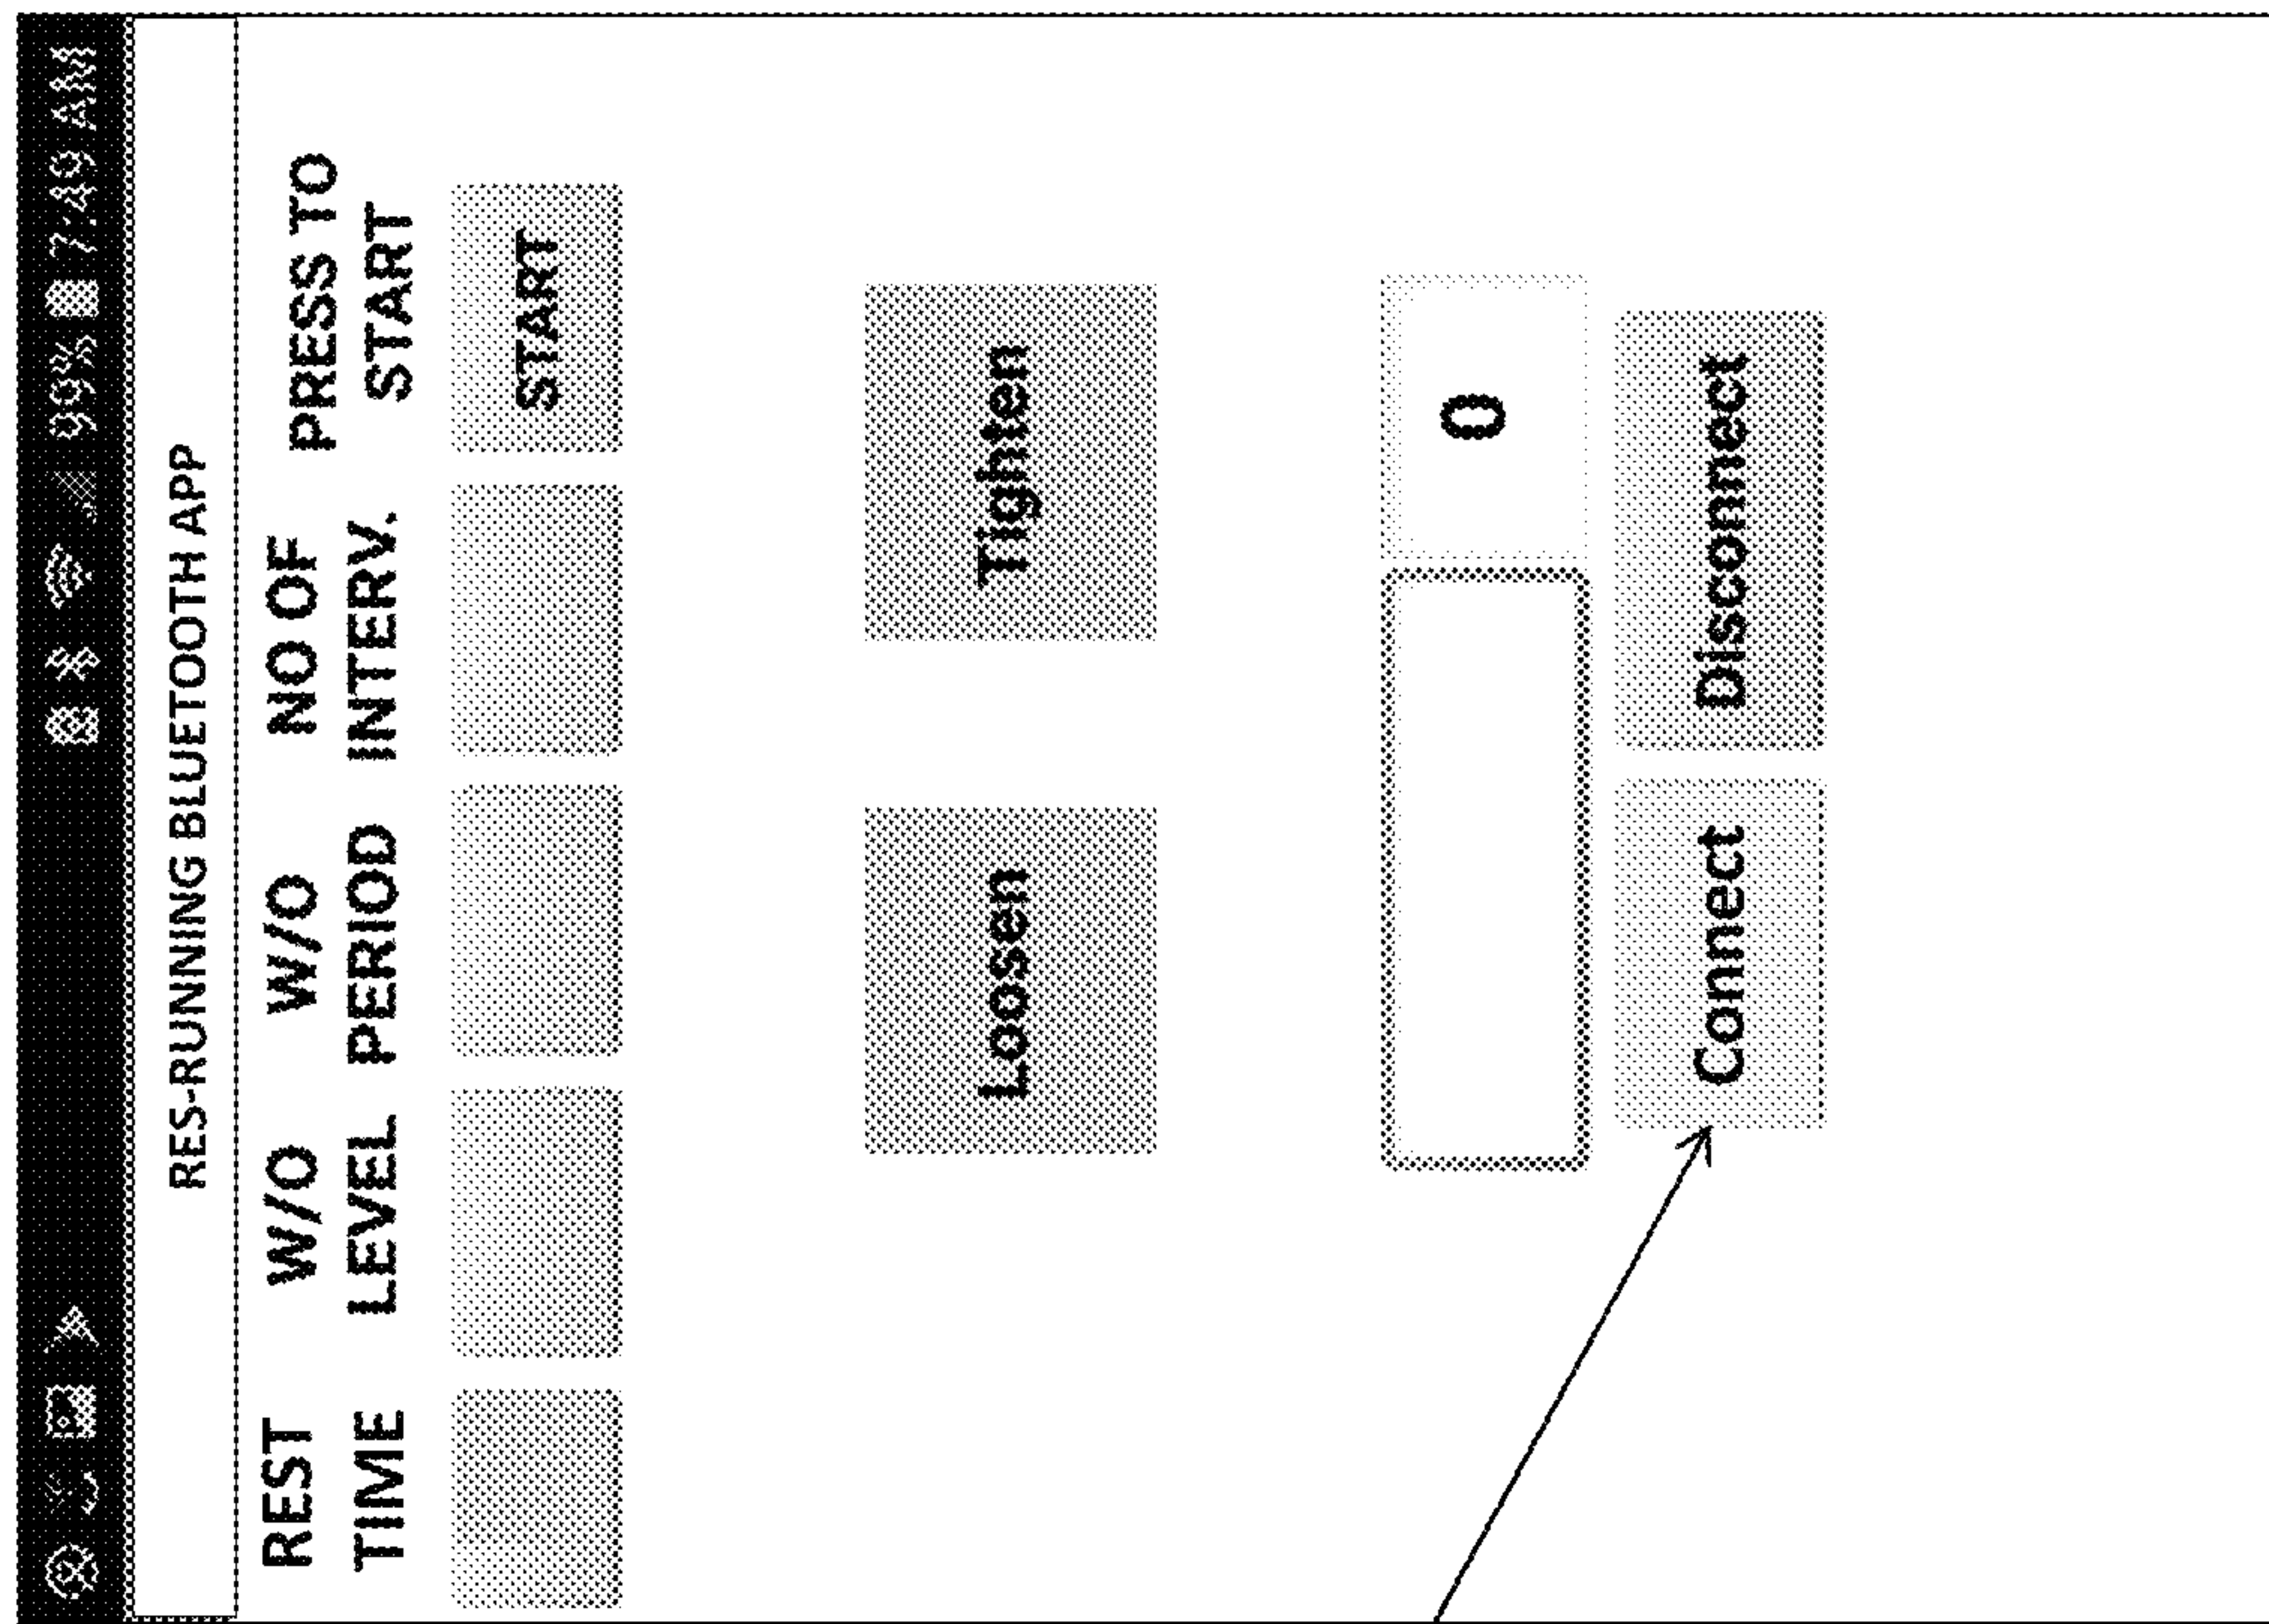 99% 7:49 AM
RES-RUNNING BLUETOOTH APP
REST W/O W/O NO OF PRESS TO
TIME LEVEL PERIOD INTERV. START
START
Loosen Tighten
0
Connect Disconnect